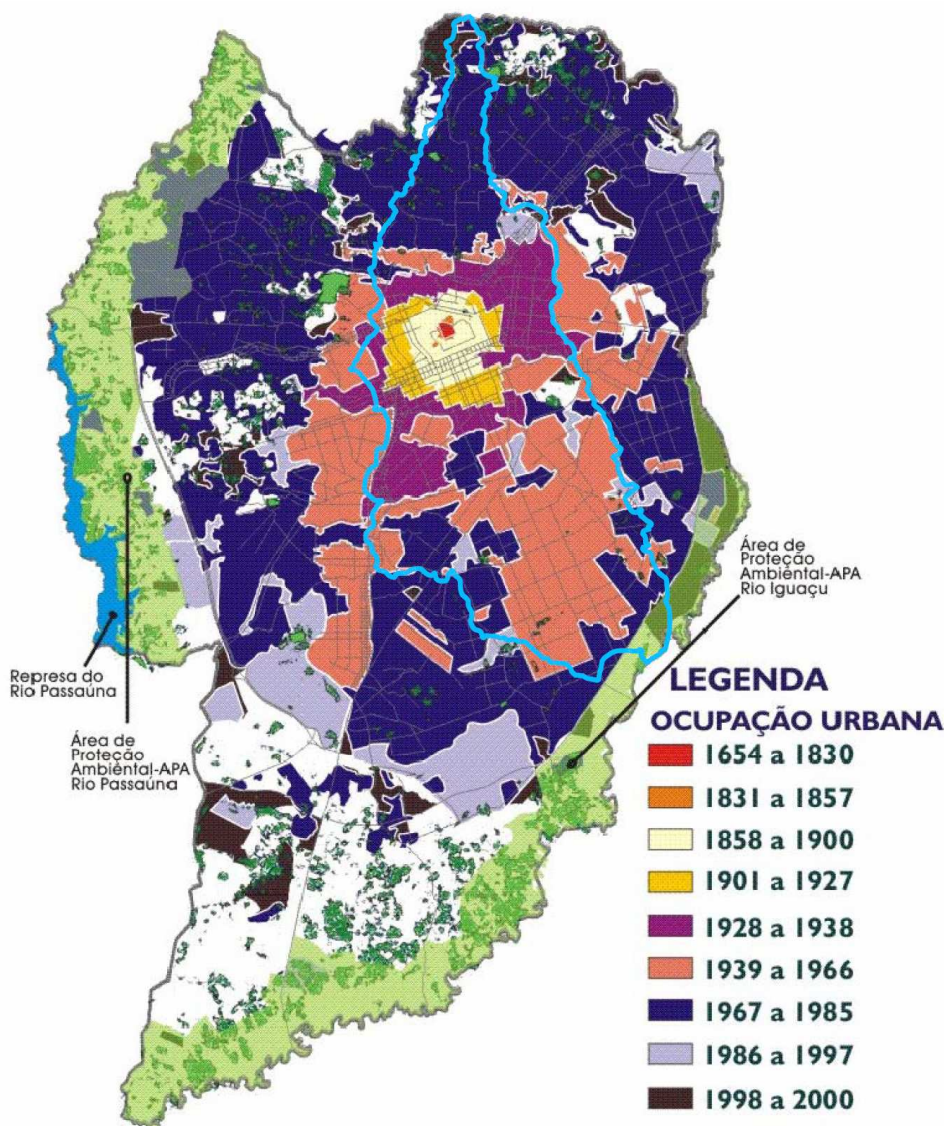 Área de
Proteção
Ambiêntal-APA
Rio Iguaçu
Represa do
Rio Passaúna
Área de
Proteção
Ambiêntal-APA
Rio Passaúna
LEGENDA
OCUPAÇÃO URBANA
1654 a 1830
1831 a 1857
1858 a 1900
1901 a 1927
1928 a 1938
1939 a 1966
1967 a 1985
1986 a 1997
1998 a 2000